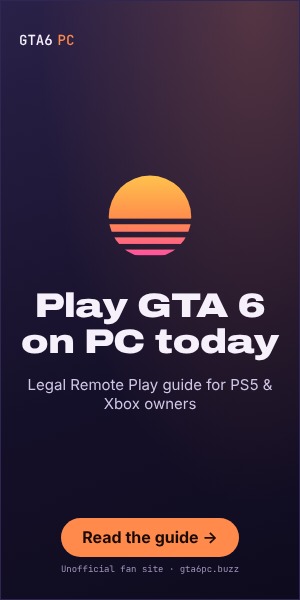 GTA6 PC
Play GTA 6
on PC today
Legal Remote Play guide for PS5 &
Xbox owners
Read the guide →
Unofficial fan site · gta6pc.buzz